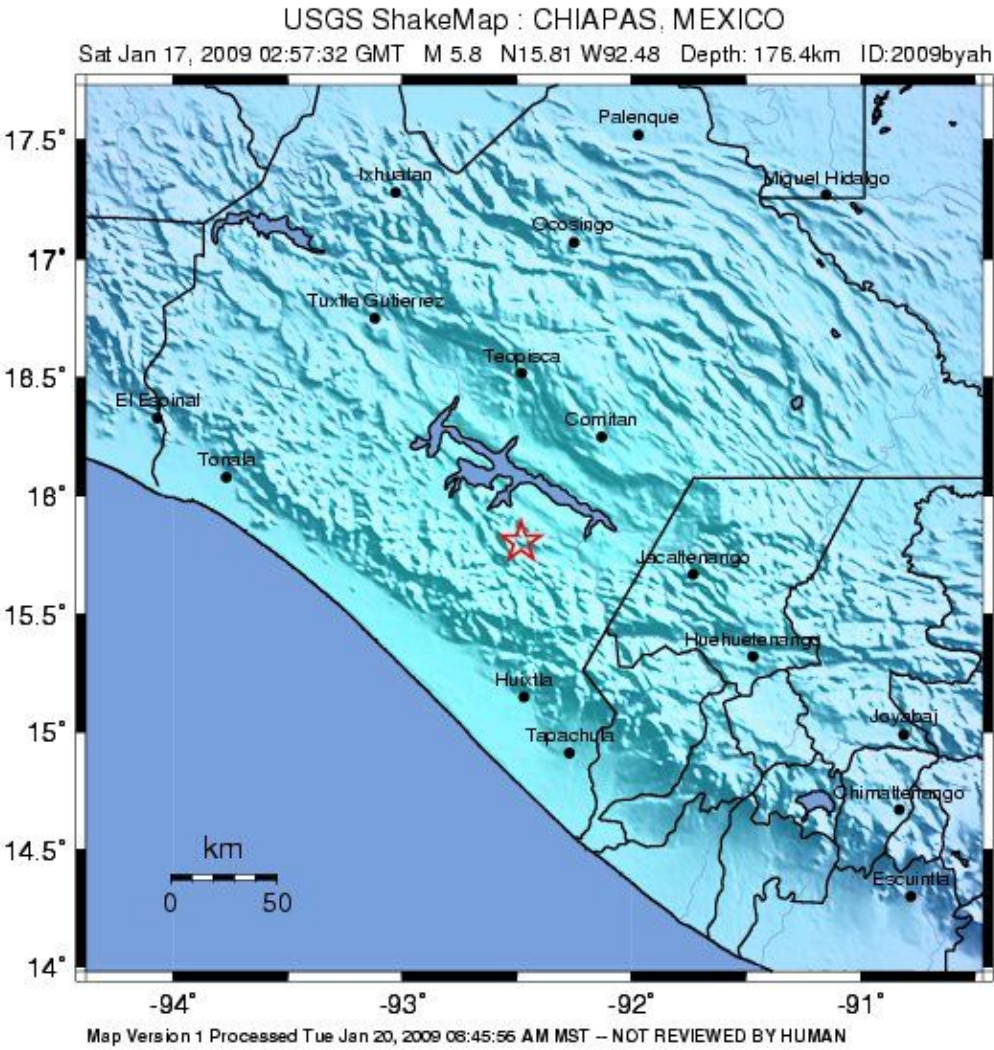 USGS ShakeMap : CHIAPAS, MEXICO
Sat Jan 17, 2009 02:57:32 GMT M 5.8 N15.81 W92.48 Depth: 176.4km ID:2009byah
Palenque
17.5°
Ixhuatan
Miguel Hidalgo
Ocosingo
17°
Tuxtla Gutierrez
Teopisca
16.5°
El Espinal
Comitan
Tonala
16°
Jacaltenango
15.5°
Huehuetenango
Huixtla
Joyabaj
15°
Tapachula
Chimaltenango
14.5°
km
Escuintla
0 50
14°
-94° -93° -92° -91°
Map Version 1 Processed Tue Jan 20, 2009 08:45:56 AM MST -- NOT REVIEWED BY HUMAN